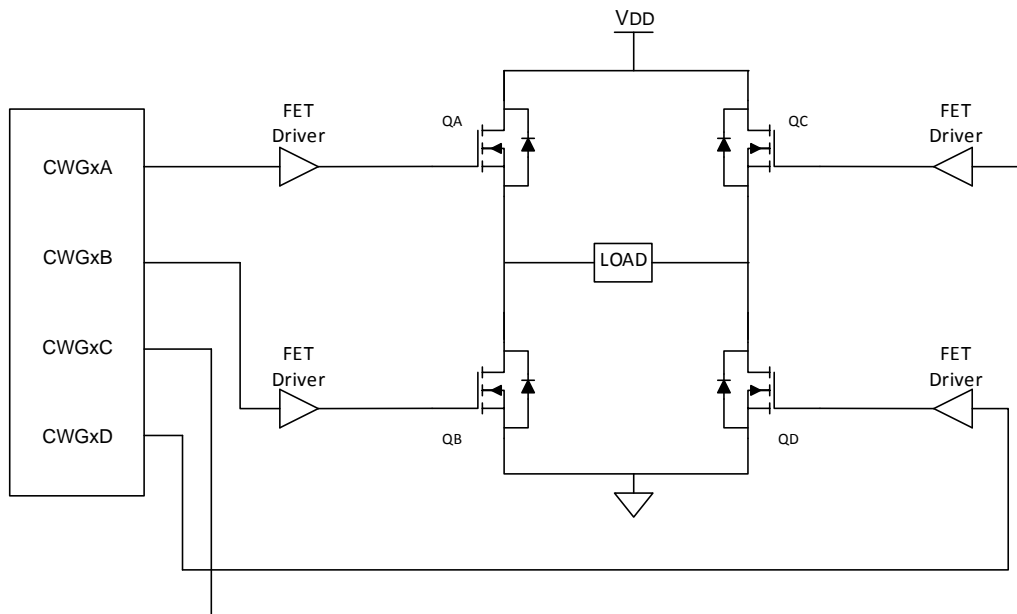 VDD
FET
Driver
QA
QC
FET
Driver
CWGxA
CWGxB
LOAD
CWGxC
FET
Driver
FET
Driver
CWGxD
QB
QD